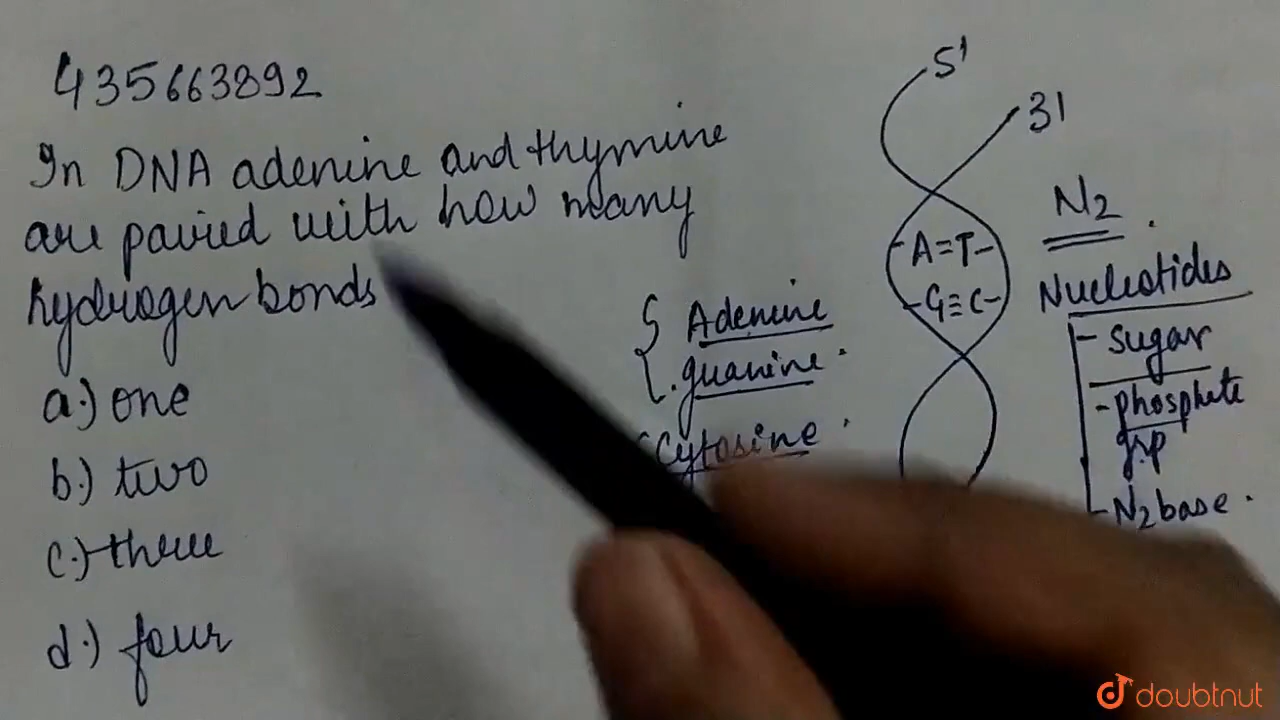 435663892
In DNA adenine and thymine
are paired with how many
hydrogen bonds
a.) one
b.) two
c.) three
d.) four
Adenine
guanine
Cytosine
5'
3'
A=T
G≡C
N2
Nucleotides
- sugar
- phosphate
grp
- N2 base.
doubtnut